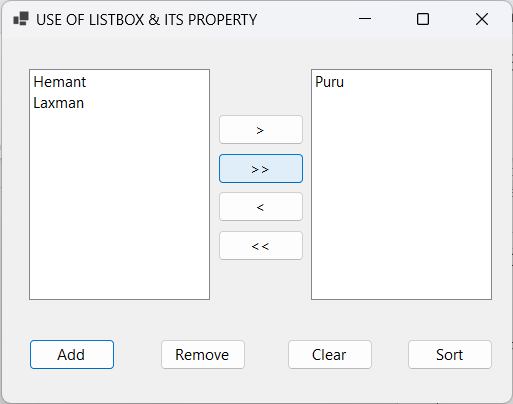 USE OF LISTBOX & ITS PROPERTY
Hemant
Laxman
>
>>
<
<<
Puru
Add
Remove
Clear
Sort